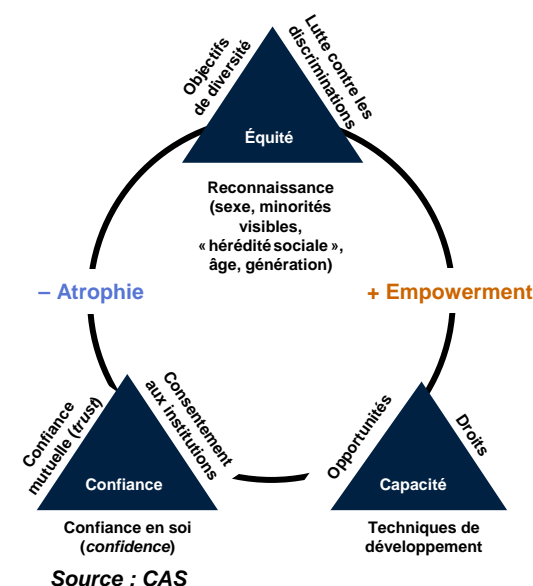 Objectifs
de diversité
Lutte contre les
discriminations
Équité
Reconnaissance
(sexe, minorités
visibles,
« hérédité sociale »,
âge, génération)
– Atrophie
+ Empowerment
Confiance
mutuelle (trust)
Consentement
aux institutions
Confiance
Confiance en soi
(confidence)
Opportunités
Droits
Capacité
Techniques de
développement
Source : CAS